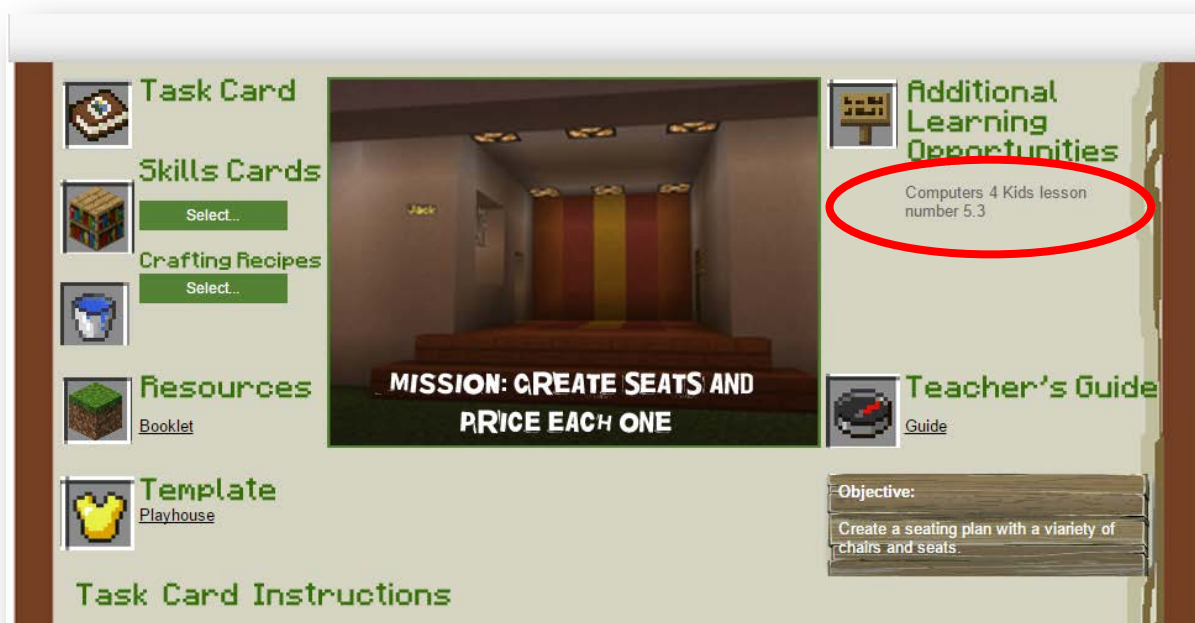 Task Card
Skills Cards
Select...
Crafting Recipes
Select...
Resources
Booklet
Template
Playhouse
Jack
MISSION: CREATE SEATS AND
PRICE EACH ONE
Additional
Learning
Opportunities
Computers 4 Kids lesson
number 5.3
Teacher's Guide
Guide
Objective:
Create a seating plan with a viariety of
chairs and seats.
Task Card Instructions